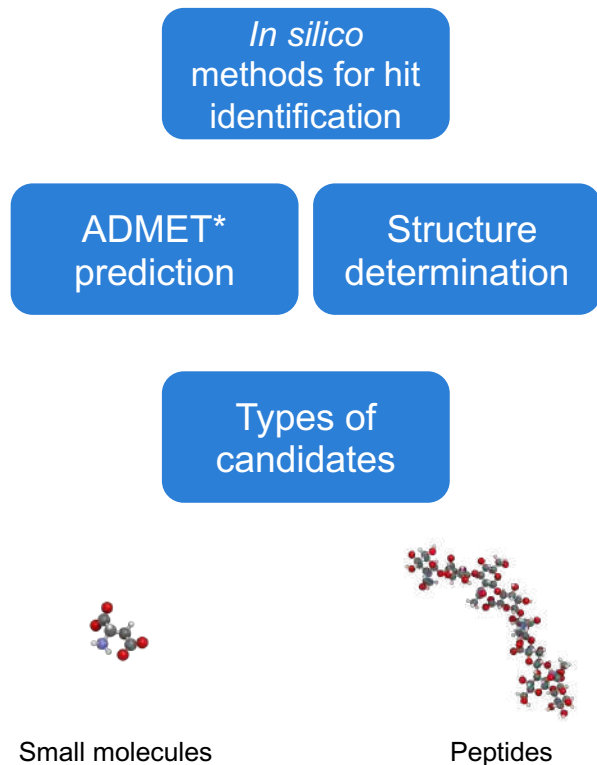 In silico
methods for hit
identification
ADMET*
prediction
Structure
determination
Types of
candidates
Small molecules
Peptides